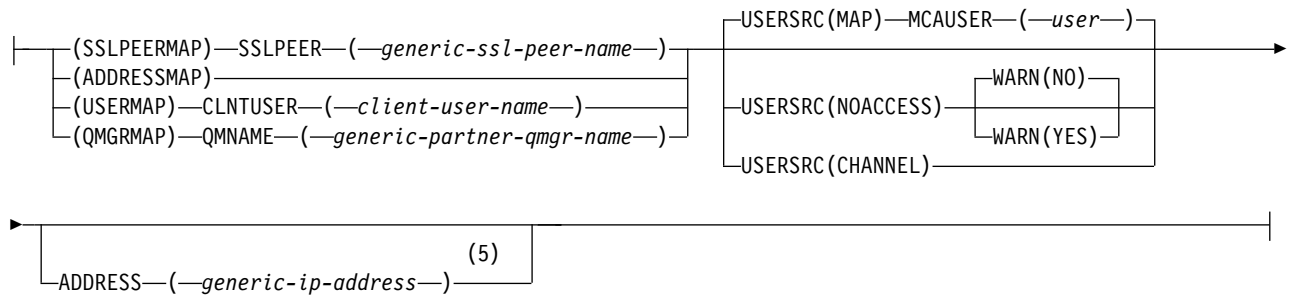 USERSRC(MAP) MCAUSER ( user )
(SSLPEERMAP) SSLPEER ( generic-ssl-peer-name )
(ADDRESSMAP)
WARN(NO)
(USERMAP) CLNTUSER ( client-user-name )
USERSRC(NOACCESS)
(QMGRMAP) QMNAME ( generic-partner-qmgr-name )
WARN(YES)
USERSRC(CHANNEL)
(5)
ADDRESS ( generic-ip-address )